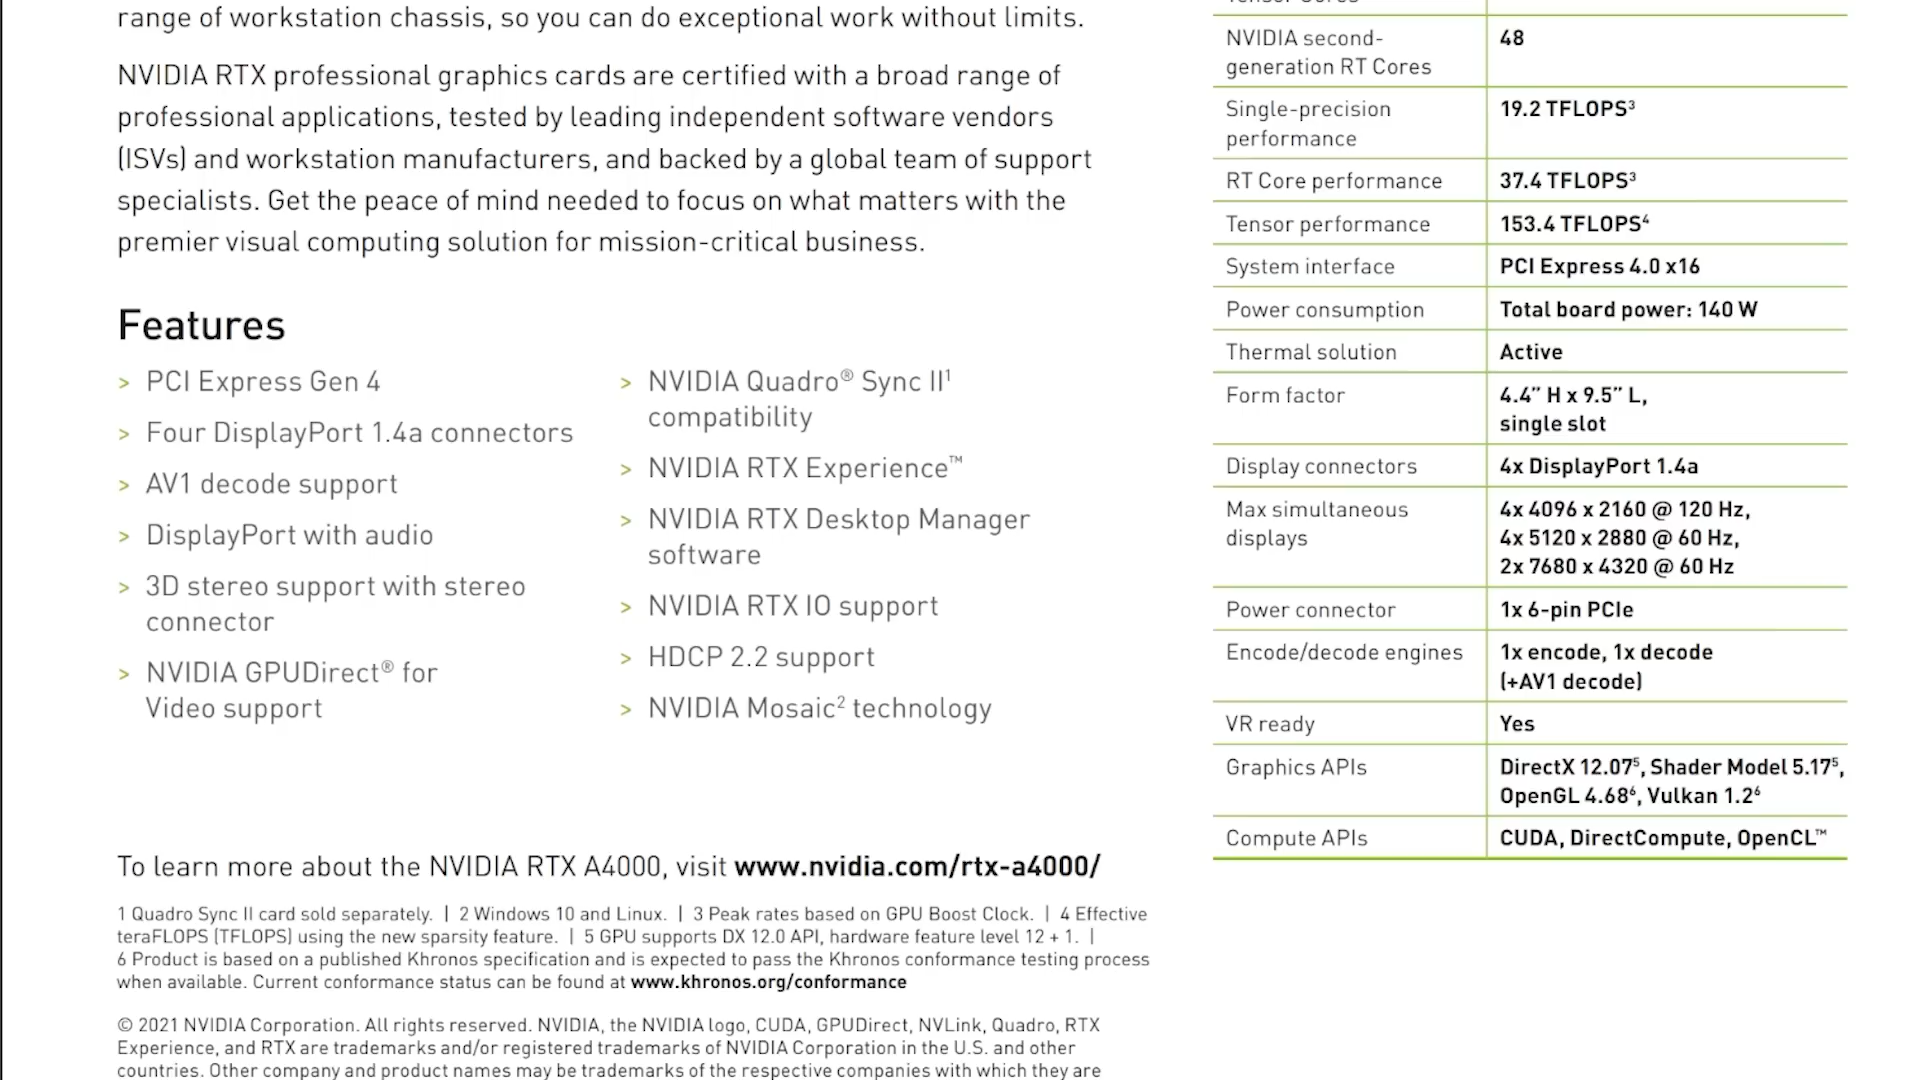 range of workstation chassis, so you can do exceptional work without limits.
NVIDIA RTX professional graphics cards are certified with a broad range of
professional applications, tested by leading independent software vendors
(ISVs) and workstation manufacturers, and backed by a global team of support
specialists. Get the peace of mind needed to focus on what matters with the
premier visual computing solution for mission-critical business.
Features
> PCI Express Gen 4
> Four DisplayPort 1.4a connectors
> AV1 decode support
> DisplayPort with audio
> 3D stereo support with stereo
connector
> NVIDIA GPUDirect® for
Video support
> NVIDIA Quadro® Sync II¹
compatibility
> NVIDIA RTX Experience™
> NVIDIA RTX Desktop Manager
software
> NVIDIA RTX IO support
> HDCP 2.2 support
> NVIDIA Mosaic² technology
To learn more about the NVIDIA RTX A4000, visit www.nvidia.com/rtx-a4000/
1 Quadro Sync II card sold separately. | 2 Windows 10 and Linux. | 3 Peak rates based on GPU Boost Clock. | 4 Effective
teraFLOPS (TFLOPS) using the new sparsity feature. | 5 GPU supports DX 12.0 API, hardware feature level 12 + 1. |
6 Product is based on a published Khronos specification and is expected to pass the Khronos conformance testing process
when available. Current conformance status can be found at www.khronos.org/conformance
© 2021 NVIDIA Corporation. All rights reserved. NVIDIA, the NVIDIA logo, CUDA, GPUDirect, NVLink, Quadro, RTX
Experience, and RTX are trademarks and/or registered trademarks of NVIDIA Corporation in the U.S. and other
countries. Other company and product names may be trademarks of the respective companies with which they are
Tensor Cores
NVIDIA second-
generation RT Cores
48
Single-precision
performance
19.2 TFLOPS³
RT Core performance
37.4 TFLOPS³
Tensor performance
153.4 TFLOPS⁴
System interface
PCI Express 4.0 x16
Power consumption
Total board power: 140 W
Thermal solution
Active
Form factor
4.4” H x 9.5” L,
single slot
Display connectors
4x DisplayPort 1.4a
Max simultaneous
displays
4x 4096 x 2160 @ 120 Hz,
4x 5120 x 2880 @ 60 Hz,
2x 7680 x 4320 @ 60 Hz
Power connector
1x 6-pin PCIe
Encode/decode engines
1x encode, 1x decode
(+AV1 decode)
VR ready
Yes
Graphics APIs
DirectX 12.07⁵, Shader Model 5.17⁵,
OpenGL 4.68⁶, Vulkan 1.2⁶
Compute APIs
CUDA, DirectCompute, OpenCL™